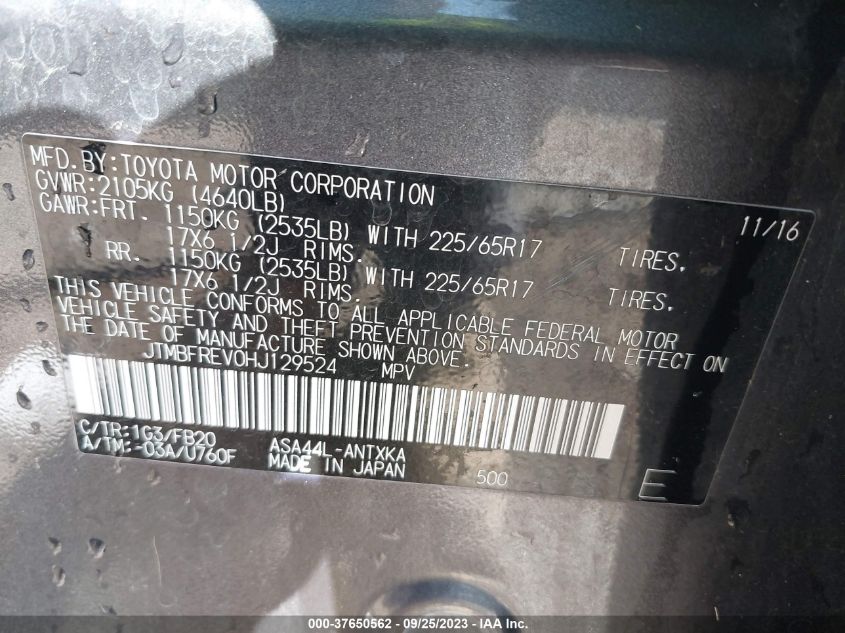 MFD.BY:TOYOTA MOTOR CORPORATION 11/16
GVWR:2105KG (4640LB)
GAWR:FRT. 1150KG (2535LB) WITH 225/65R17 TIRES,
17X6 1/2J RIMS.
RR. 1150KG (2535LB) WITH 225/65R17 TIRES,
17X6 1/2J RIMS.
THIS VEHICLE CONFORMS TO ALL APPLICABLE FEDERAL MOTOR
VEHICLE SAFETY AND THEFT PREVENTION STANDARDS IN EFFECT ON
THE DATE OF MANUFACTURE SHOWN ABOVE.
JTMBFREV0HJ129524 MPV
C/TR:1G3/FB20 ASA44L-ANTXKA
A/TM:-03A/U760F MADE IN JAPAN 500 E
000-37650562 - 09/25/2023 - IAA Inc.